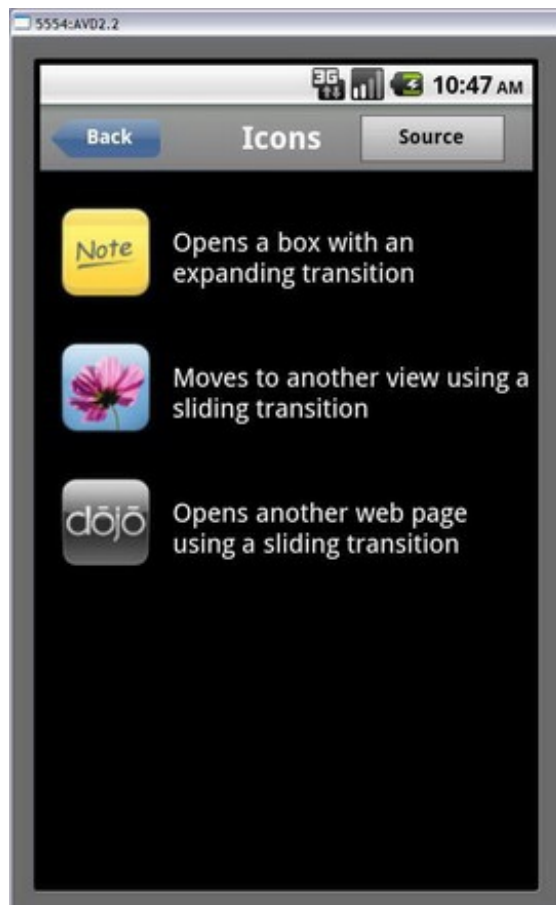 5554:AVD2.2
3G 10:47 AM
Back Icons Source
Note
Opens a box with an
expanding transition
Moves to another view using a
sliding transition
dōjō
Opens another web page
using a sliding transition